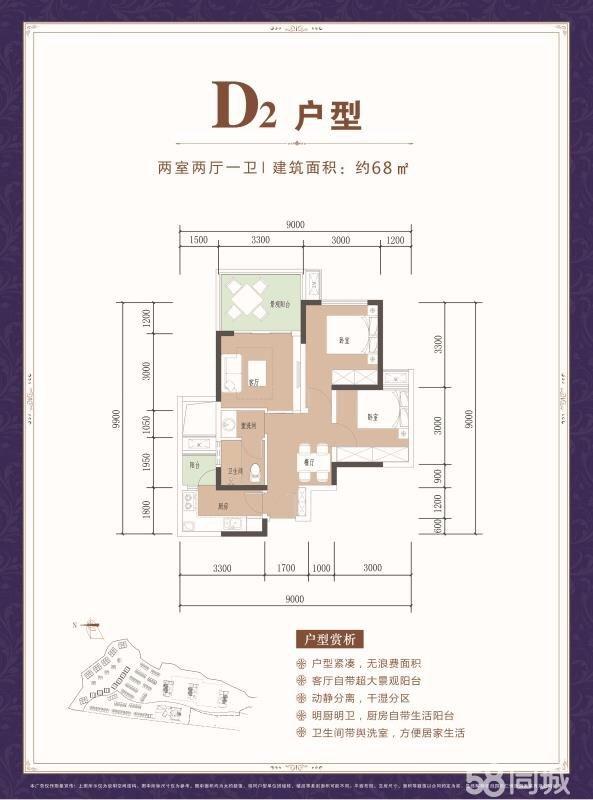 D2 户型
两室两厅一卫 | 建筑面积：约68㎡
9000
1500 3300 3000 1200
景观阳台
卧室
客厅
卧室
盥洗间
餐厅
阳台
卫生间
厨房
1200
3000
1050
1950
1800
9900
3300
3000
900
1200
600
9000
3300 1700 1000 3000
9000
N
户型赏析
户型紧凑，无浪费面积
客厅自带超大景观阳台
动静分离，干湿分区
明厨明卫，厨房自带生活阳台
卫生间带舆洗室，方便居家生活
58同城